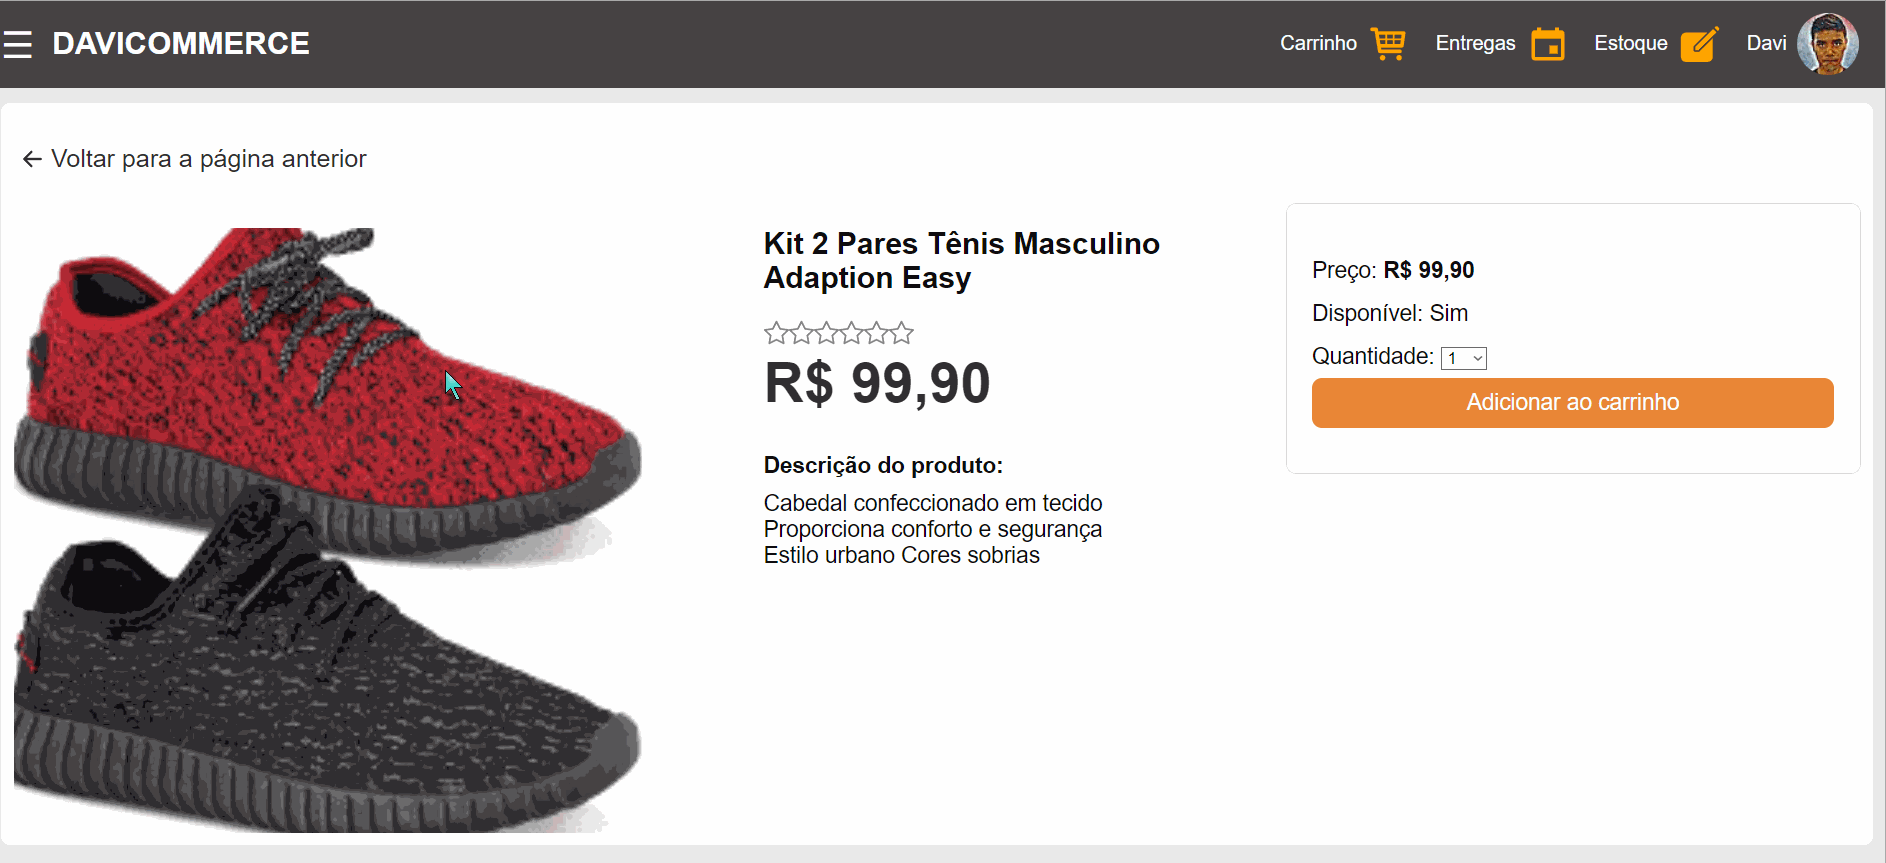 DAVICOMMERCE
Carrinho
Entregas
Estoque
Davi
Voltar para a página anterior
Kit 2 Pares Tênis Masculino
Adaption Easy
R$ 99,90
Descrição do produto:
Cabedal confeccionado em tecido
Proporciona conforto e segurança
Estilo urbano Cores sobrias
Preço: R$ 99,90
Disponível: Sim
Quantidade: 1
Adicionar ao carrinho